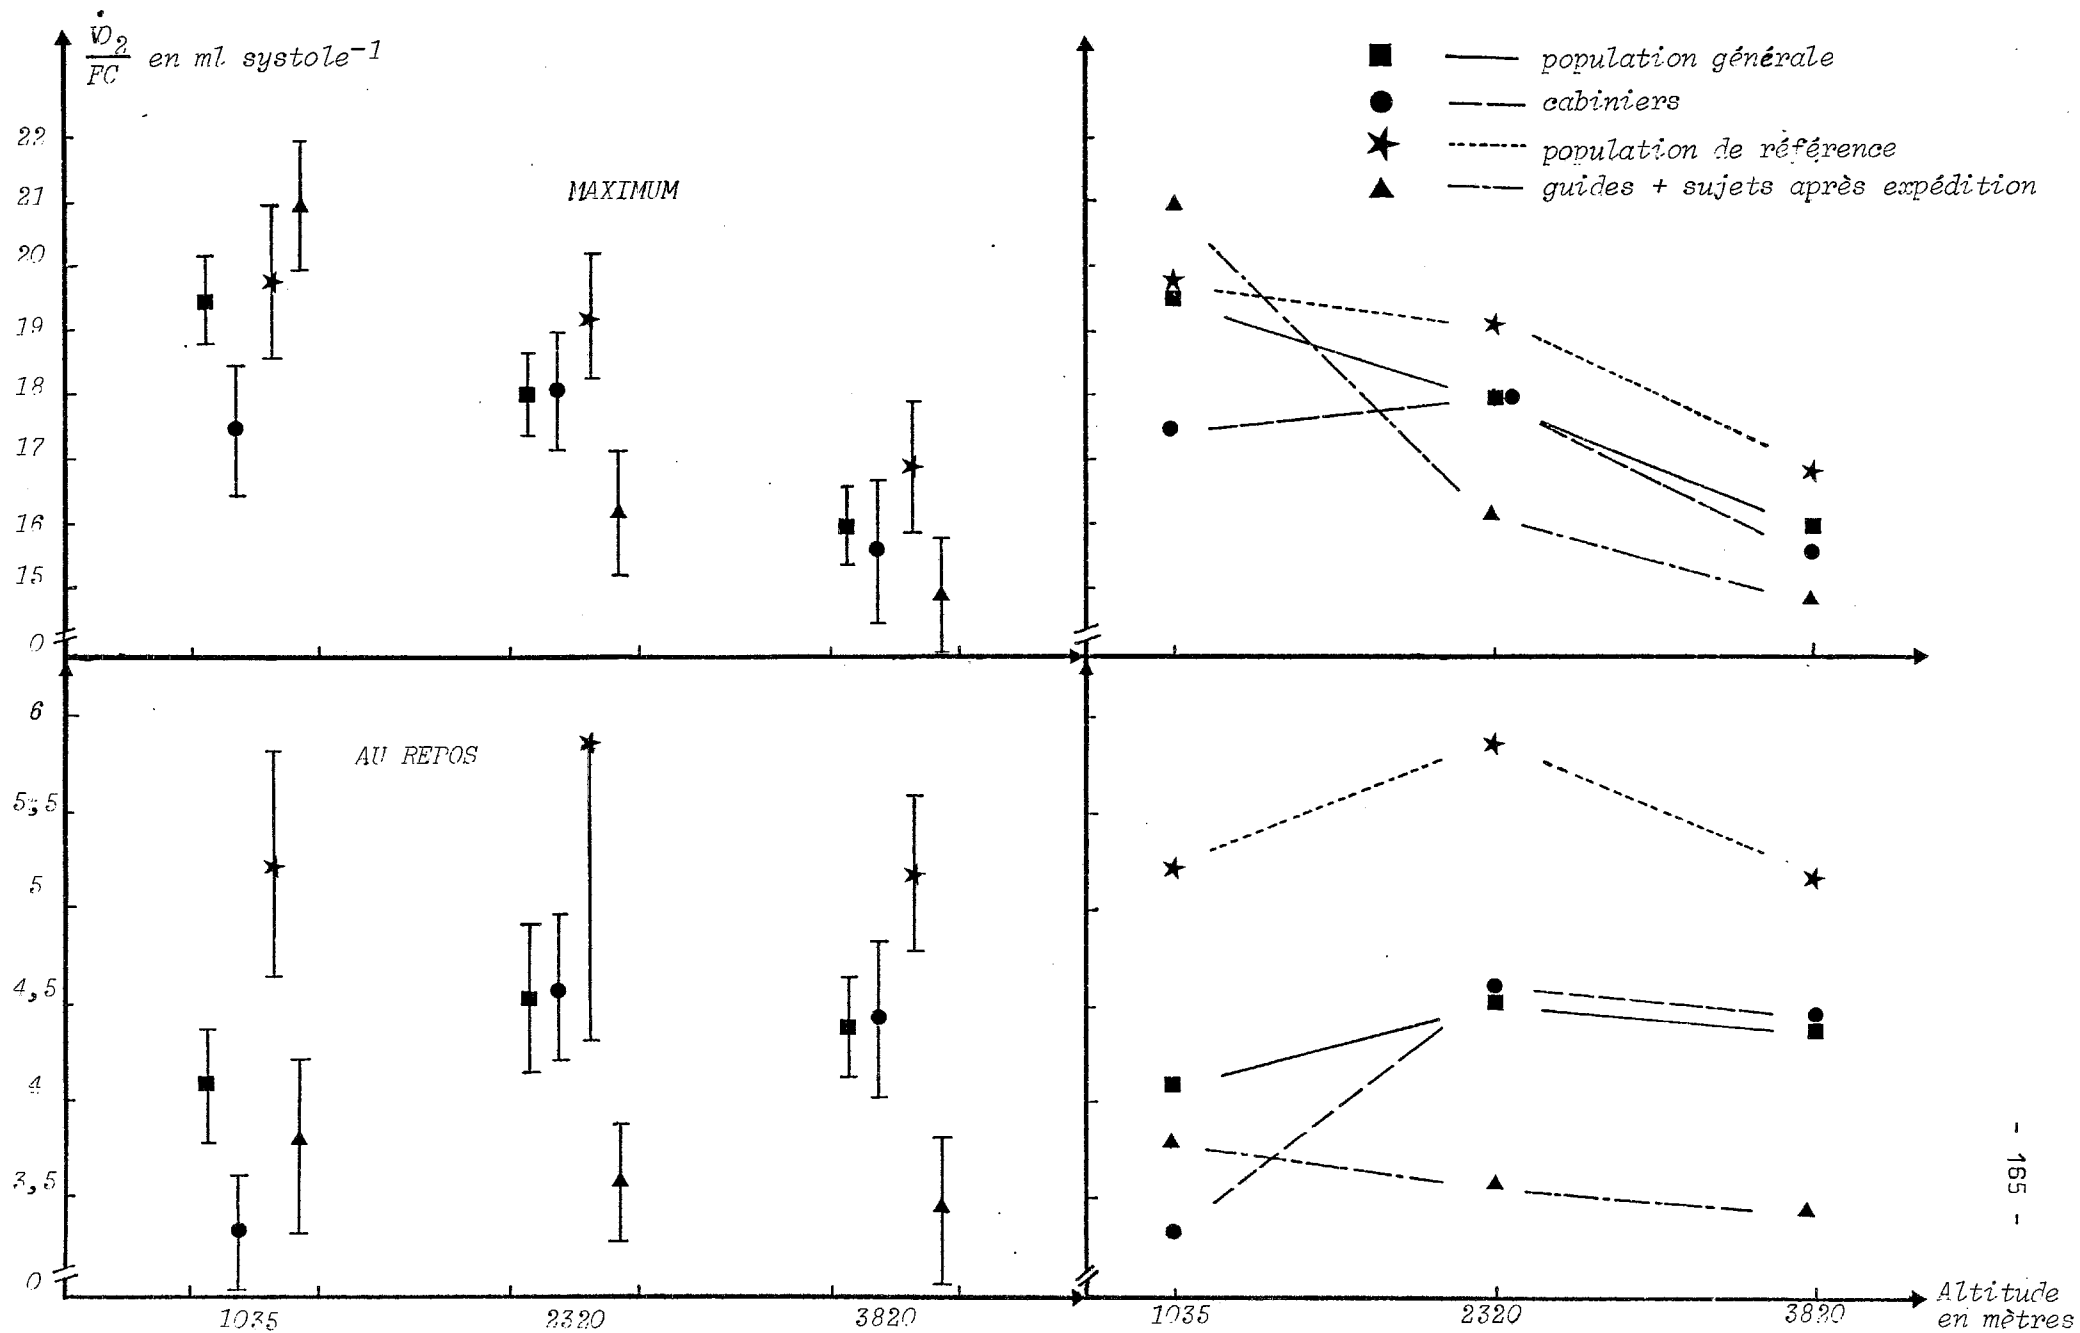 V̇O2
FC
en ml systole-1
22
21
20
19
18
17
16
15
0
MAXIMUM
population générale
cabiniers
population de référence
guides + sujets après expédition
6
5,5
5
4,5
4
3,5
0
AU REPOS
1035
2320
3820
1035
2320
3820
Altitude
en mètres
- 165 -